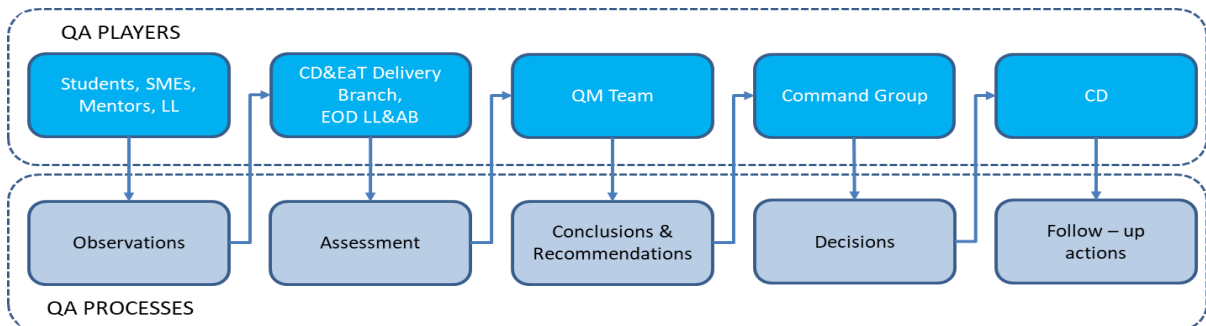 QA PLAYERS
Students, SMEs,
Mentors, LL
CD&EaT Delivery
Branch,
EOD LL&AB
QM Team
Command Group
CD
Observations
Assessment
Conclusions &
Recommendations
Decisions
Follow – up
actions
QA PROCESSES